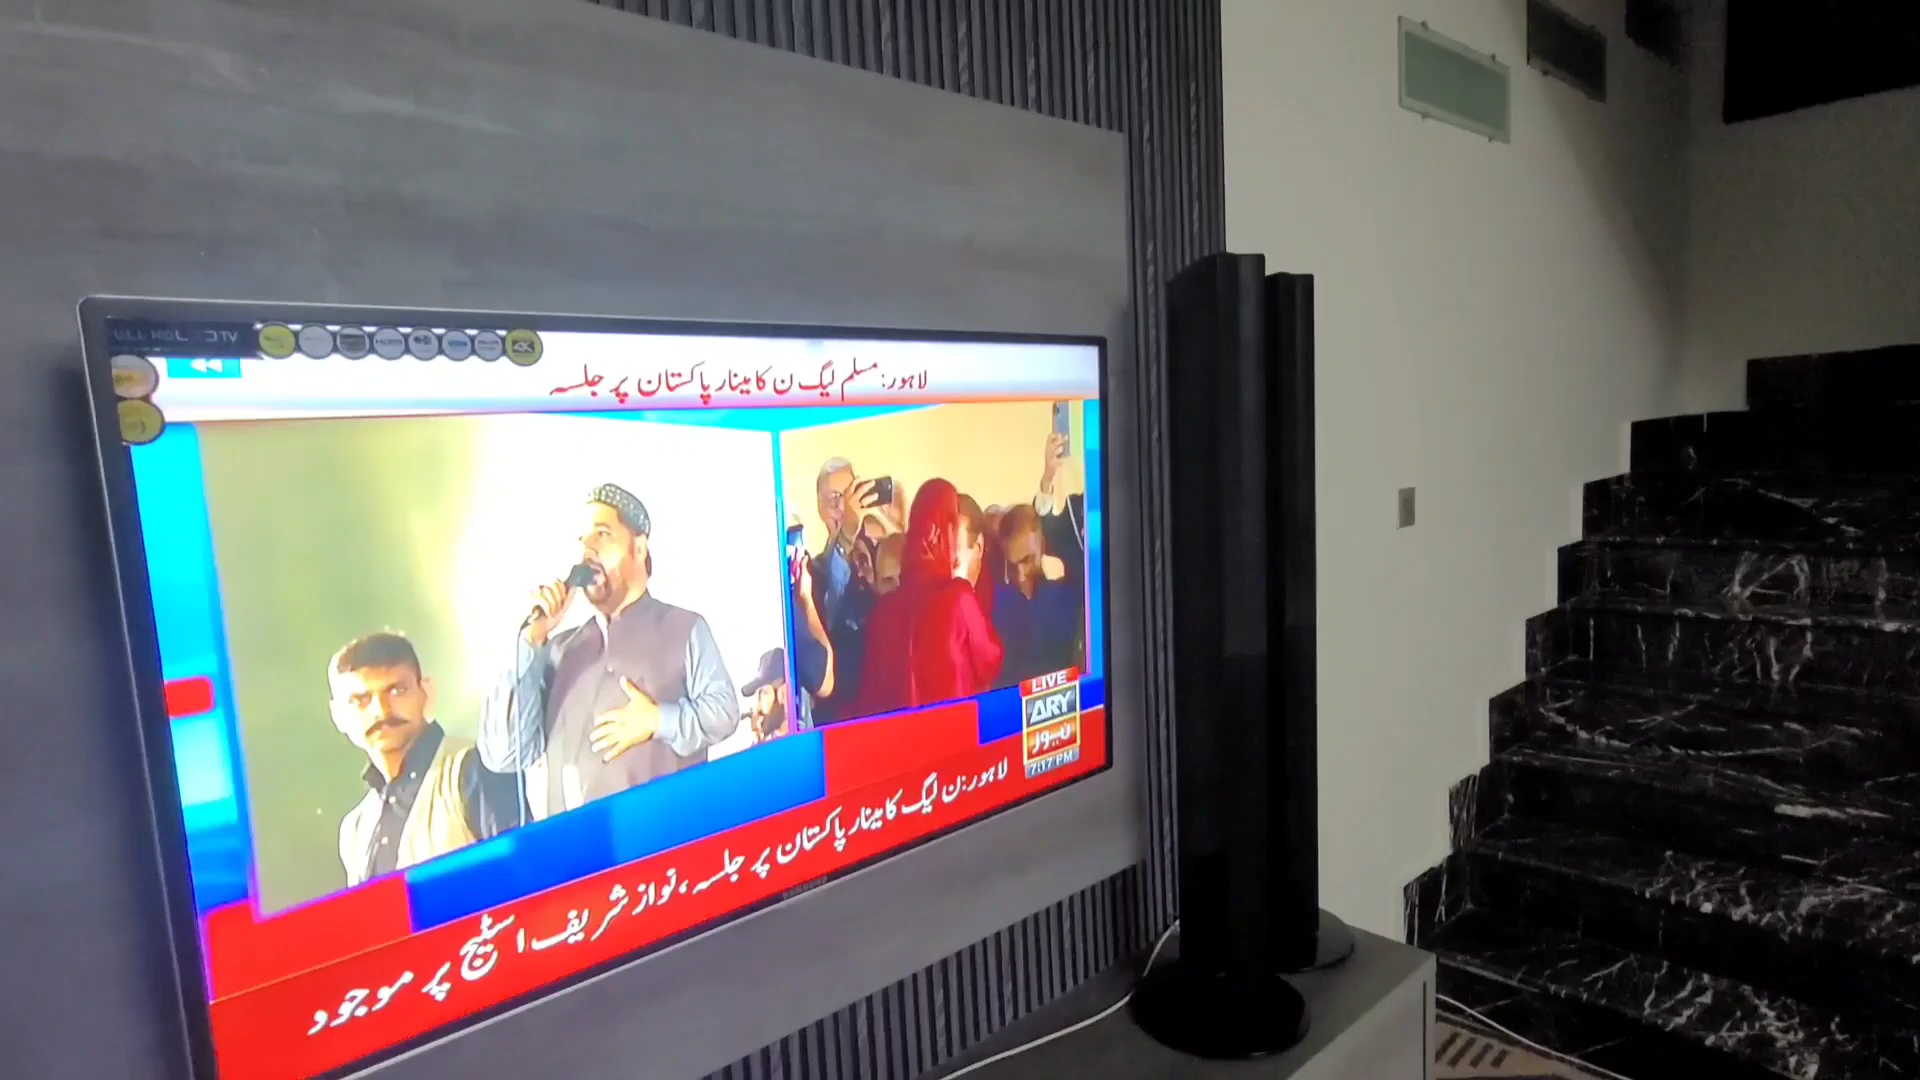 لاہور: مسلم لیگ ن کا مینار پاکستان پر جلسہ
4K
LIVE
ARY
نیوز
7:17 PM
لاہور: ن لیگ کا مینار پاکستان پر جلسہ، نواز شریف اسٹیج پر موجود